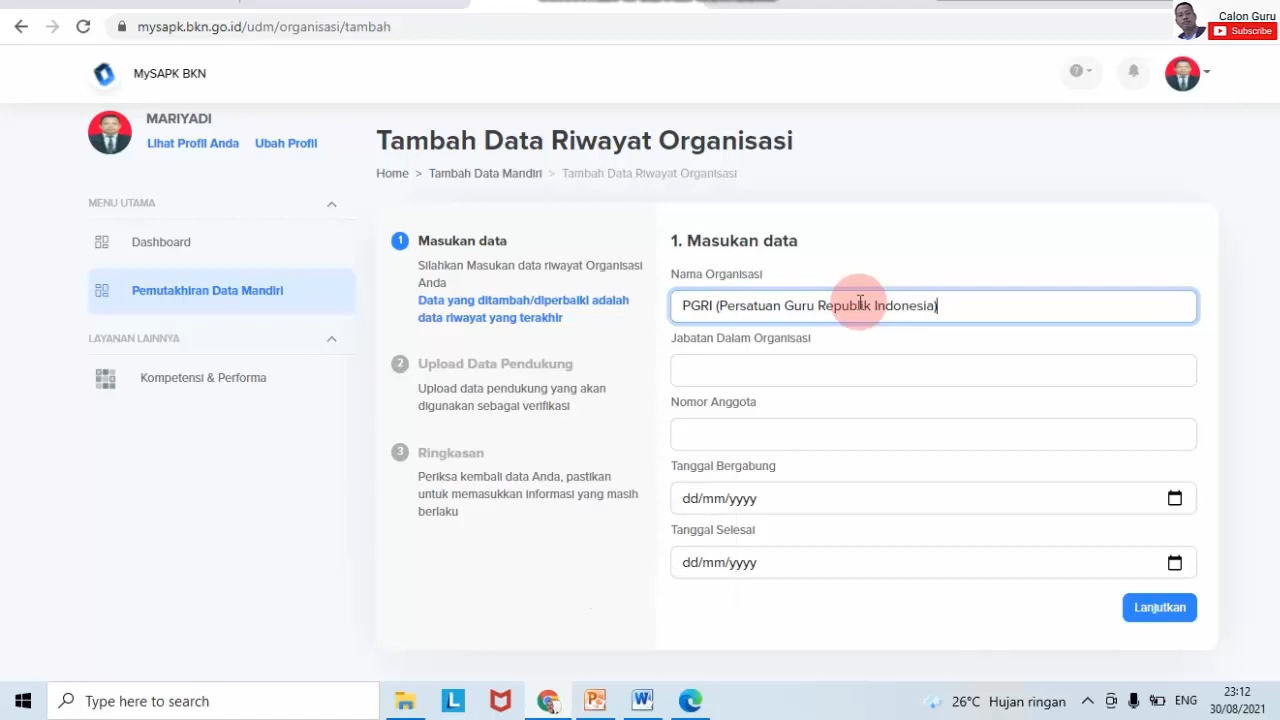 mysapk.bkn.go.id/udm/organisasi/tambah
Calon Guru
Subscribe
MySAPK BKN
MARIYADI
Lihat Profil Anda Ubah Profil
MENU UTAMA
Dashboard
Pemutakhiran Data Mandiri
LAYANAN LAINNYA
Kompetensi & Performa
Tambah Data Riwayat Organisasi
Home > Tambah Data Mandiri > Tambah Data Riwayat Organisasi
1 Masukan data
Silahkan Masukan data riwayat Organisasi
Anda
Data yang ditambah/diperbaiki adalah
data riwayat yang terakhir
2 Upload Data Pendukung
Upload data pendukung yang akan
digunakan sebagai verifikasi
3 Ringkasan
Periksa kembali data Anda, pastikan
untuk memasukkan informasi yang masih
berlaku
1. Masukan data
Nama Organisasi
PGRI (Persatuan Guru Republik Indonesia)
Jabatan Dalam Organisasi
Nomor Anggota
Tanggal Bergabung
dd/mm/yyyy
Tanggal Selesai
dd/mm/yyyy
Lanjutkan
Type here to search
26°C Hujan ringan
ENG
23:12
30/08/2021